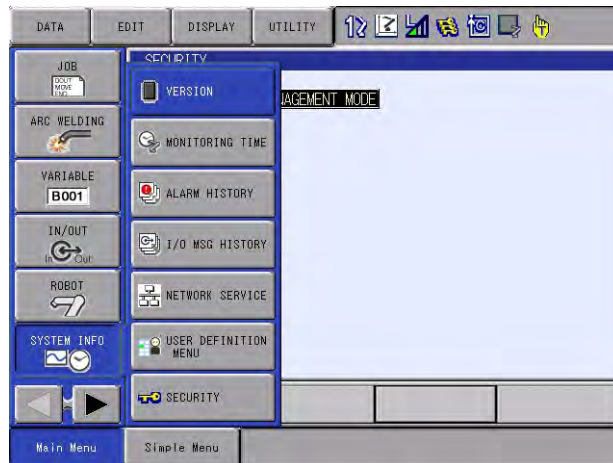 DATA EDIT DISPLAY UTILITY
SECURITY
JOB
DOUT
MOVE
END
ARC WELDING
VARIABLE
B001
IN/OUT
In Out
ROBOT
SYSTEM INFO
VERSION
MONITORING TIME
ALARM HISTORY
I/O MSG HISTORY
NETWORK SERVICE
USER DEFINITION
MENU
SECURITY
NAGEMENT MODE
Main Menu Simple Menu